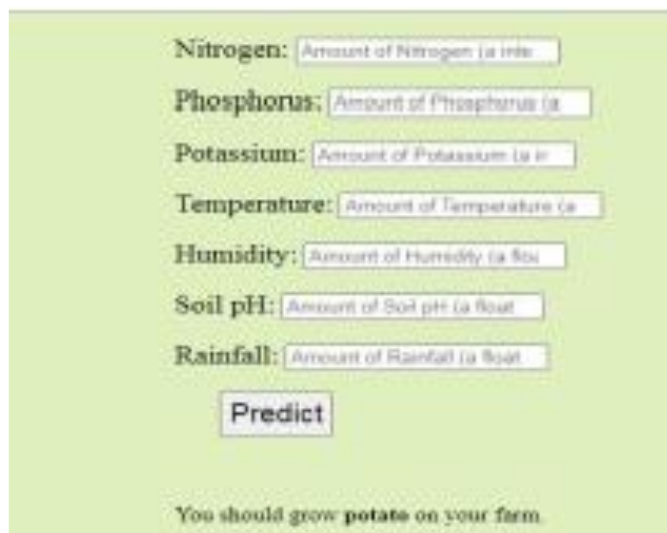 Nitrogen: Amount of Nitrogen (a inte
Phosphorus: Amount of Phosphorus (a
Potassium: Amount of Potassium (a i
Temperature: Amount of Temperature (a
Humidity: Amount of Humidity (a floa
Soil pH: Amount of Soil pH (a float
Rainfall: Amount of Rainfall (a float
Predict
You should grow potato on your farm